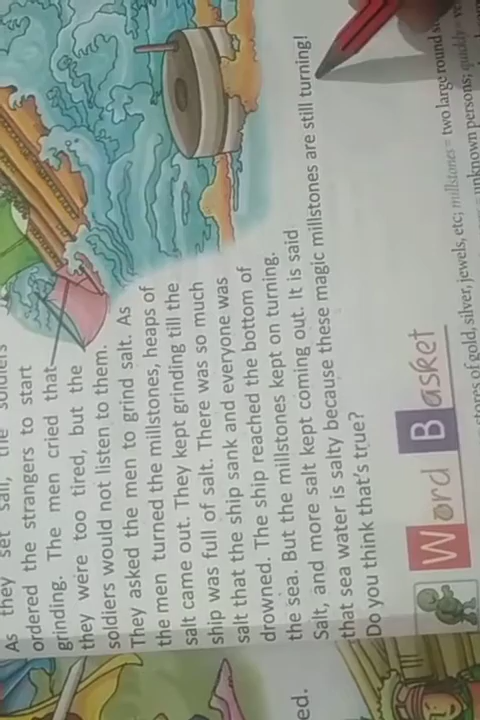 As they set sail, the soldiers
ordered the strangers to start
grinding. The men cried that
they were too tired, but the
soldiers would not listen to them.
They asked the men to grind salt. As
the men turned the millstones, heaps of
salt came out. They kept grinding till the
ship was full of salt. There was so much
salt that the ship sank and everyone was
drowned. The ship reached the bottom of
the sea. But the millstones kept on turning.
Salt, and more salt kept coming out. It is said
that sea water is salty because these magic millstones are still turning!
Do you think that's true?
Word Basket
stores of gold, silver, jewels, etc; millstones = two large round
unknown persons; quickly =
ed.